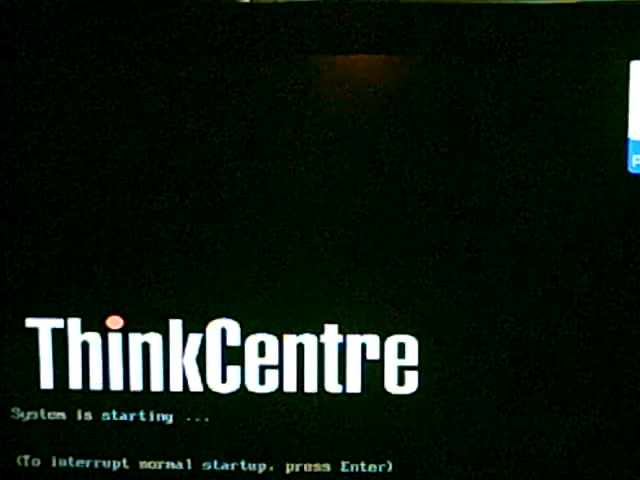 ThinkCentre
System is starting ...
(To interrupt normal startup, press Enter)